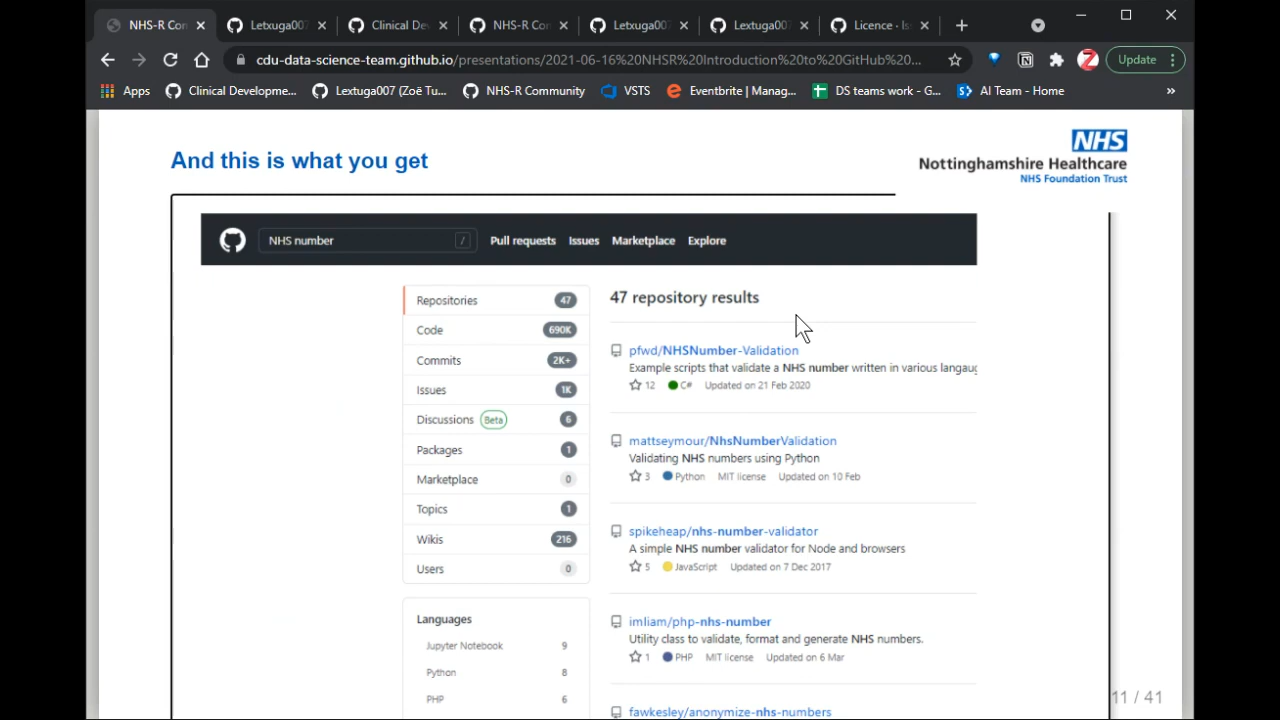 NHS-R Con
Letxuga00
Clinical De
NHS-R Con
Letxuga00
Lextuga00
Licence · Is
cdu-data-science-team.github.io/presentations/2021-06-16%20NHSR%20Introduction%20to%20GitHub%20...
Update
Apps
Clinical Developme...
Lextuga007 (Zoë Tu...
NHS-R Community
VSTS
Eventbrite | Manag...
DS teams work - G...
AI Team - Home
»
And this is what you get
NHS
Nottinghamshire Healthcare
NHS Foundation Trust
NHS number
/
Pull requests
Issues
Marketplace
Explore
Repositories 47
Code 690K
Commits 2K+
Issues 1K
Discussions Beta 6
Packages 1
Marketplace 0
Topics 1
Wikis 216
Users 0
Languages
Jupyter Notebook 9
Python 8
PHP 6
47 repository results
pfwd/NHSNumber-Validation
Example scripts that validate a NHS number written in various langaug
12 C# Updated on 21 Feb 2020
mattseymour/NhsNumberValidation
Validating NHS numbers using Python
3 Python MIT license Updated on 10 Feb
spikeheap/nhs-number-validator
A simple NHS number validator for Node and browsers
5 JavaScript Updated on 7 Dec 2017
imliam/php-nhs-number
Utility class to validate, format and generate NHS numbers.
1 PHP MIT license Updated on 6 Mar
fawkesley/anonymize-nhs-numbers
11 / 41